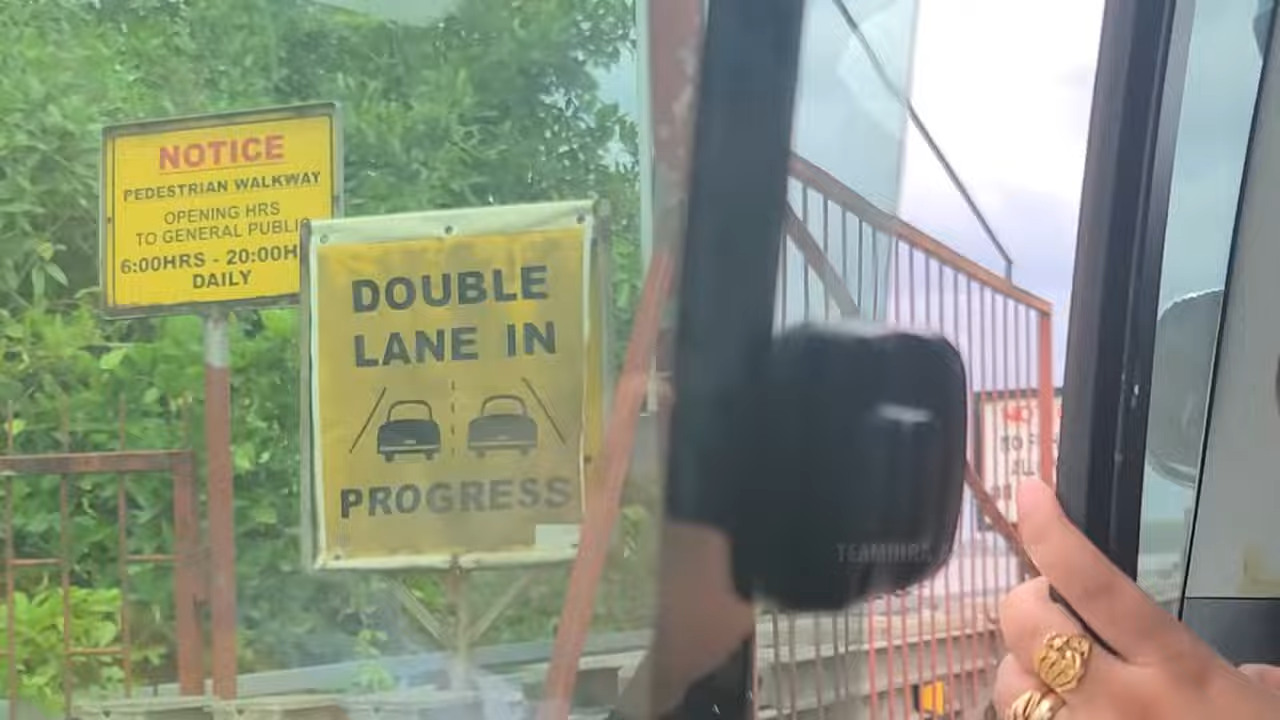 NOTICE
PEDESTRIAN WALKWAY
OPENING HRS
TO GENERAL PUBLIC
6:00HRS - 20:00H
DAILY
DOUBLE
LANE IN
PROGRESS